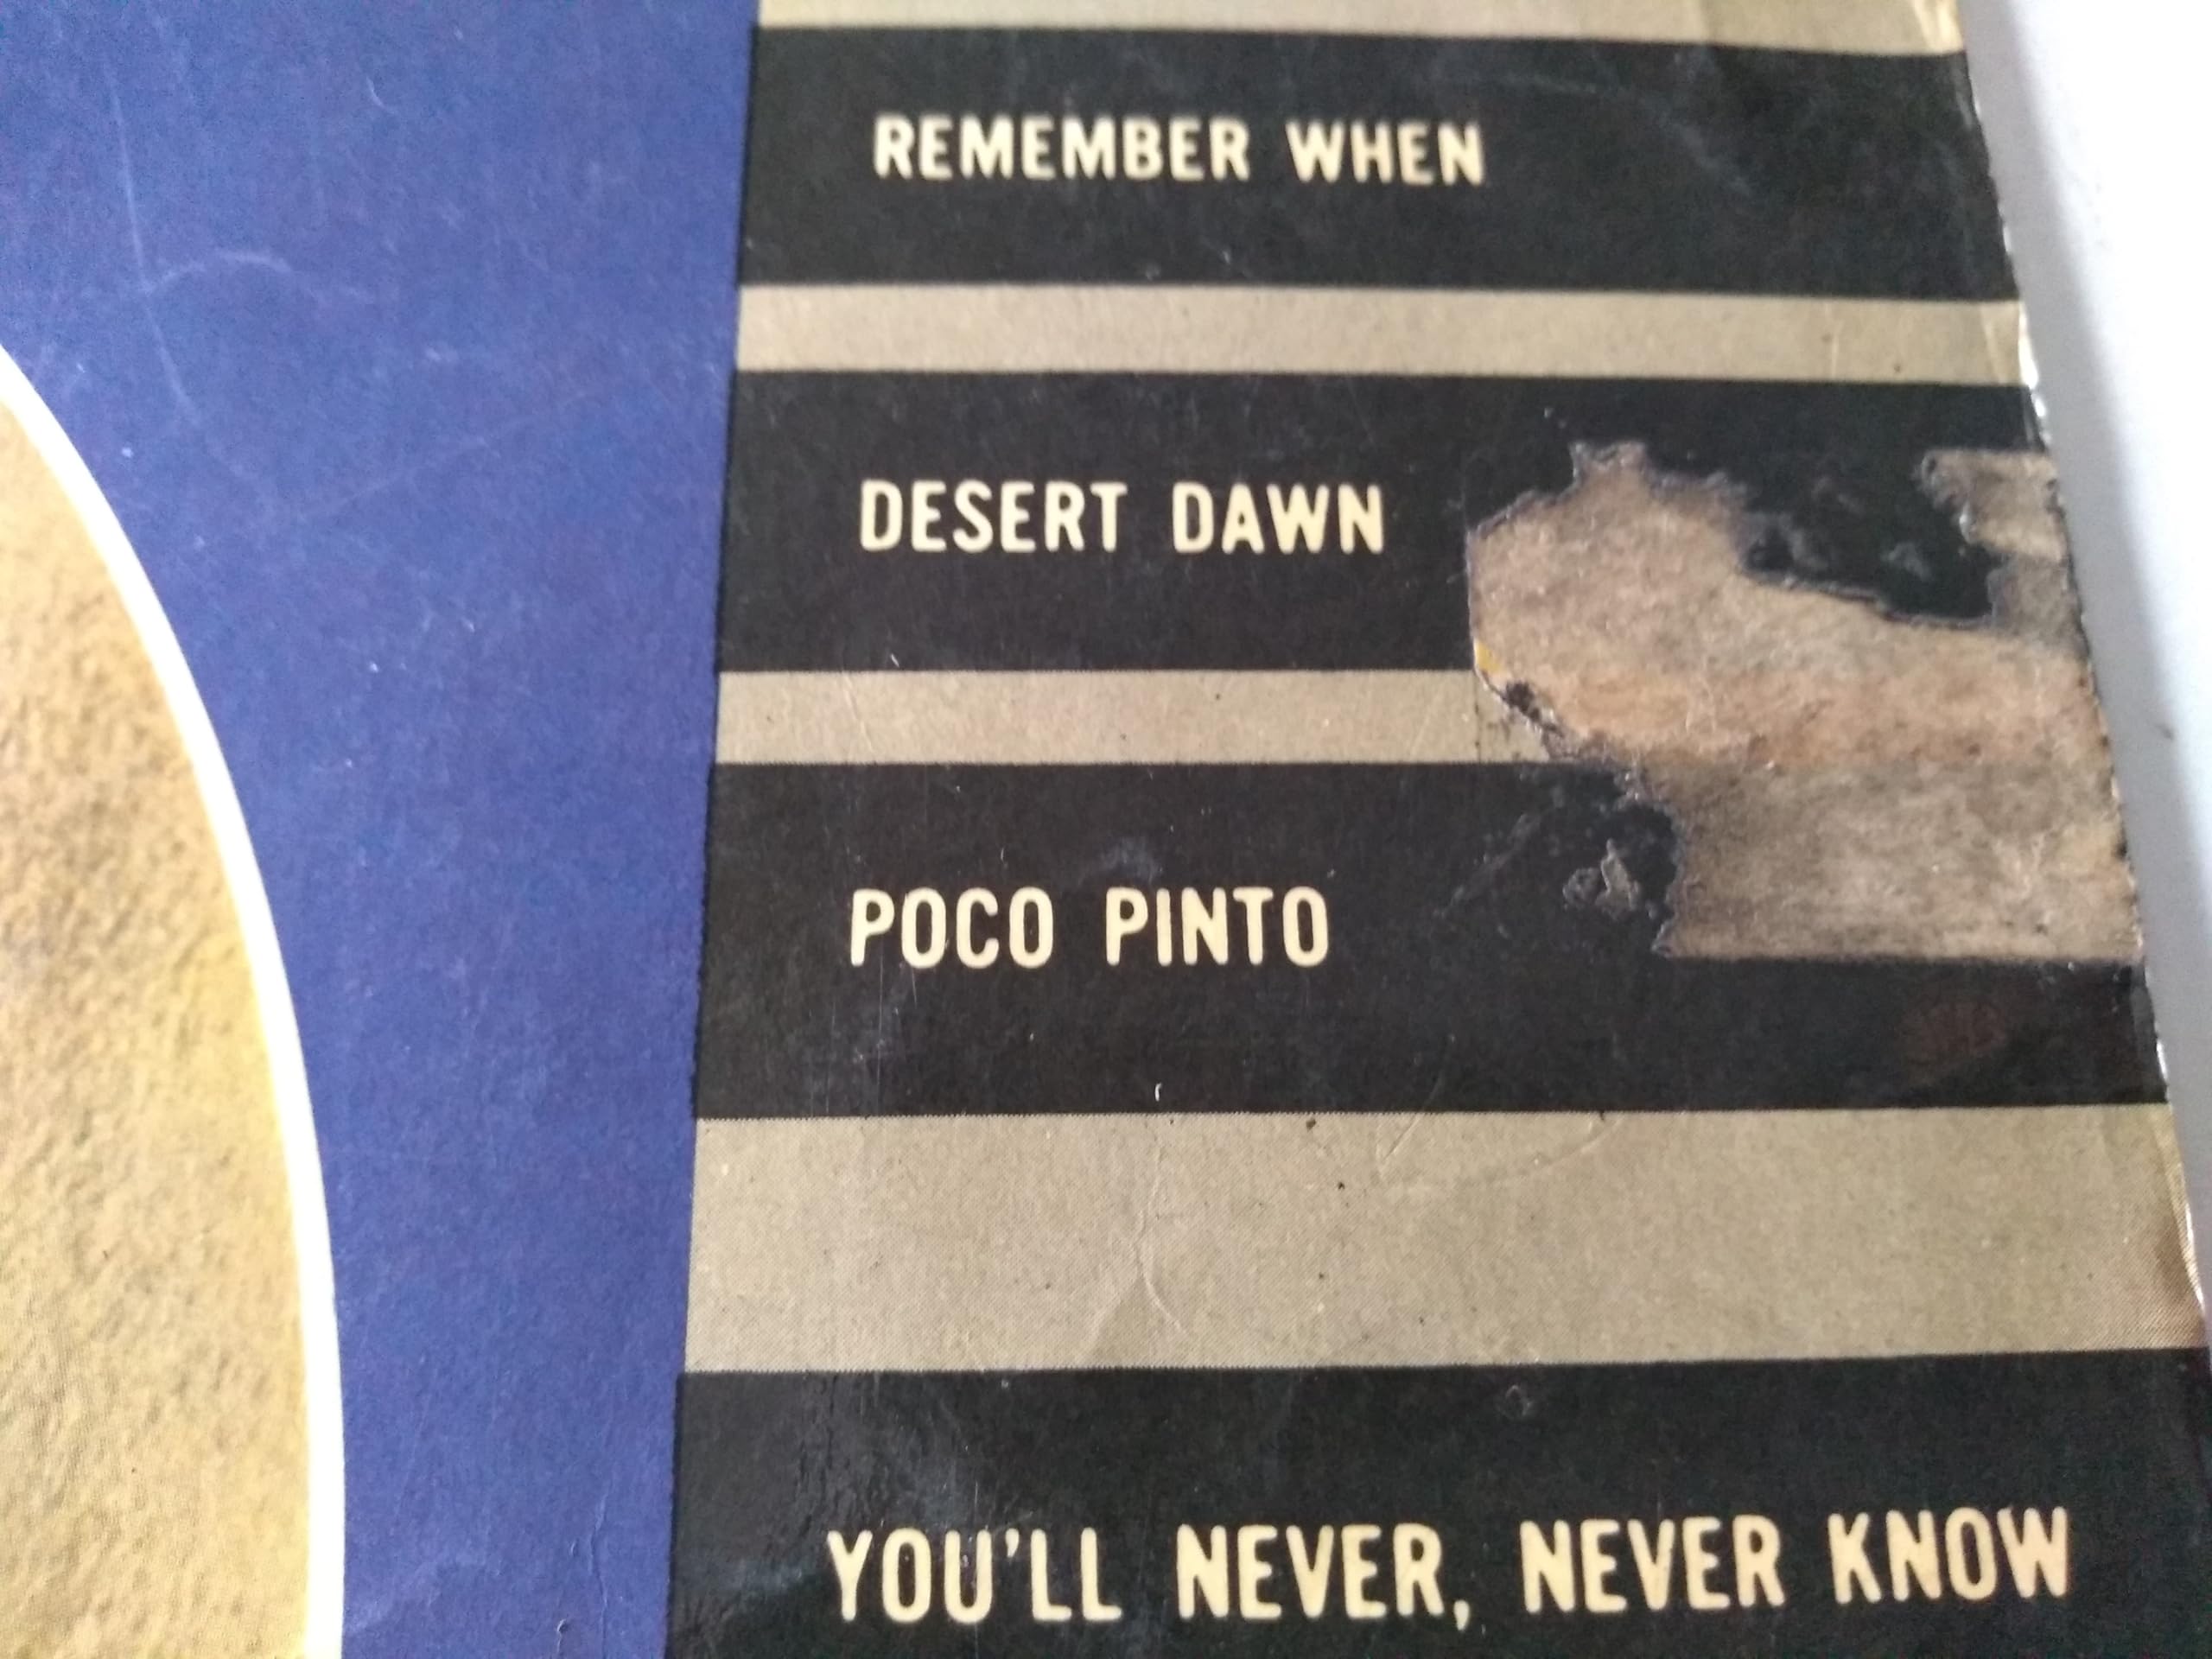 REMEMBER WHEN
DESERT DAWN
POCO PINTO
YOU'LL NEVER, NEVER KNOW